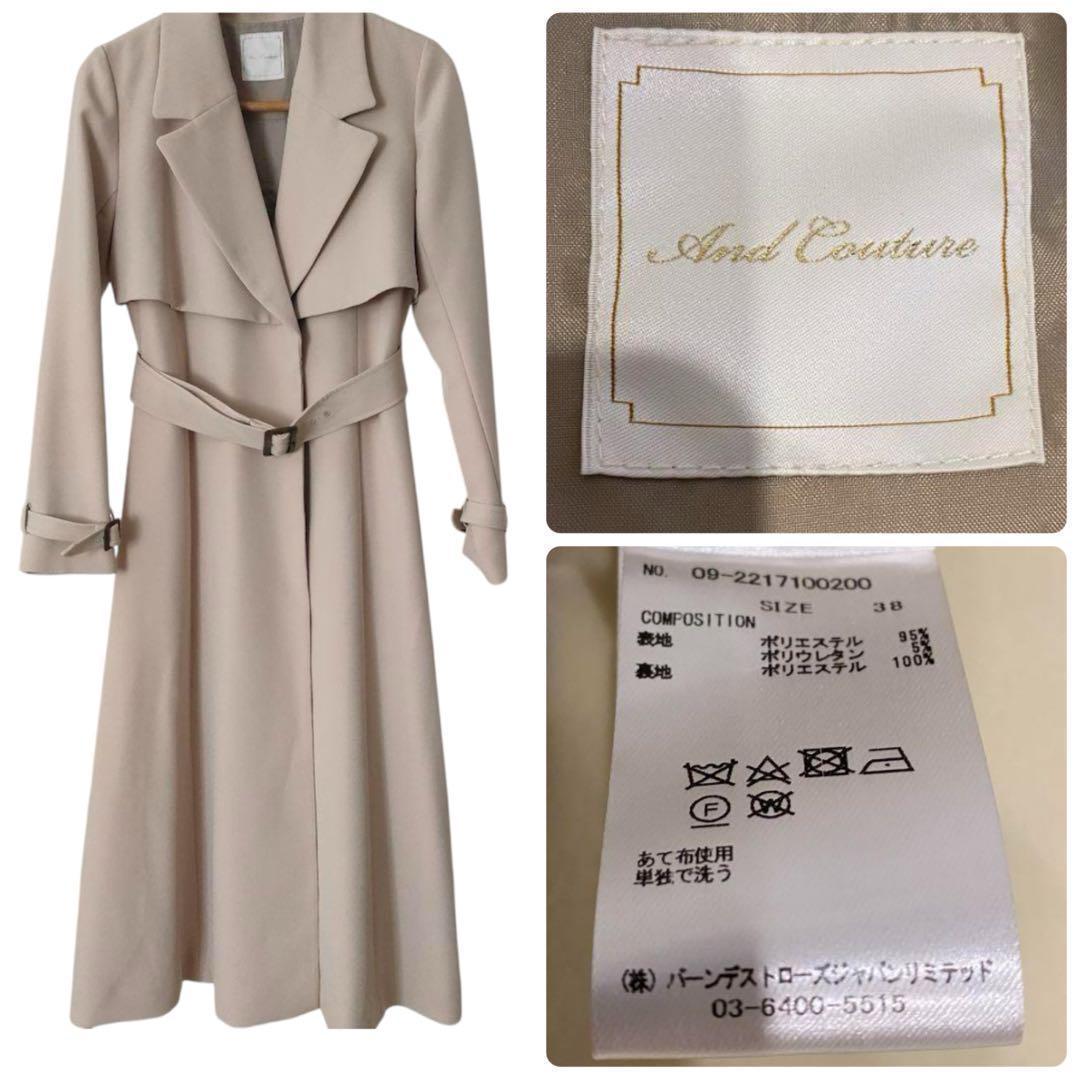 And Couture
NO. 09-2217100200
SIZE 38
COMPOSITION
表地 ポリエステル 95%
ポリウレタン 5%
裏地 ポリエステル 100%
F
W
あて布使用
単独で洗う
(株) バーンデストローズジャパンリミテッド
03-6400-5515